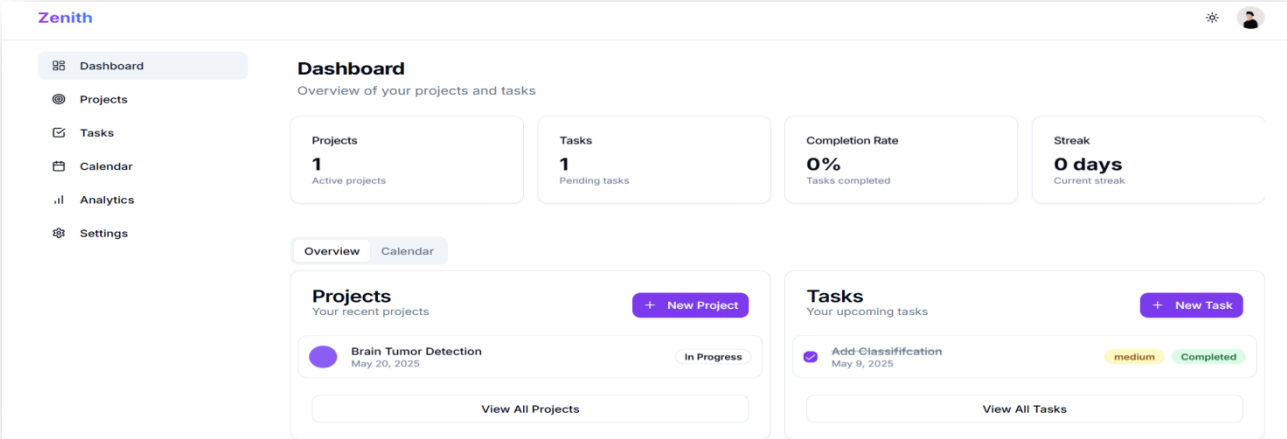 Zenith
Dashboard
Projects
Tasks
Calendar
Analytics
Settings
Dashboard
Overview of your projects and tasks
Projects
1
Active projects
Tasks
1
Pending tasks
Completion Rate
0%
Tasks completed
Streak
0 days
Current streak
Overview Calendar
Projects
Your recent projects
+ New Project
Brain Tumor Detection
May 20, 2025
In Progress
View All Projects
Tasks
Your upcoming tasks
+ New Task
Add Classififcation
May 9, 2025
medium Completed
View All Tasks